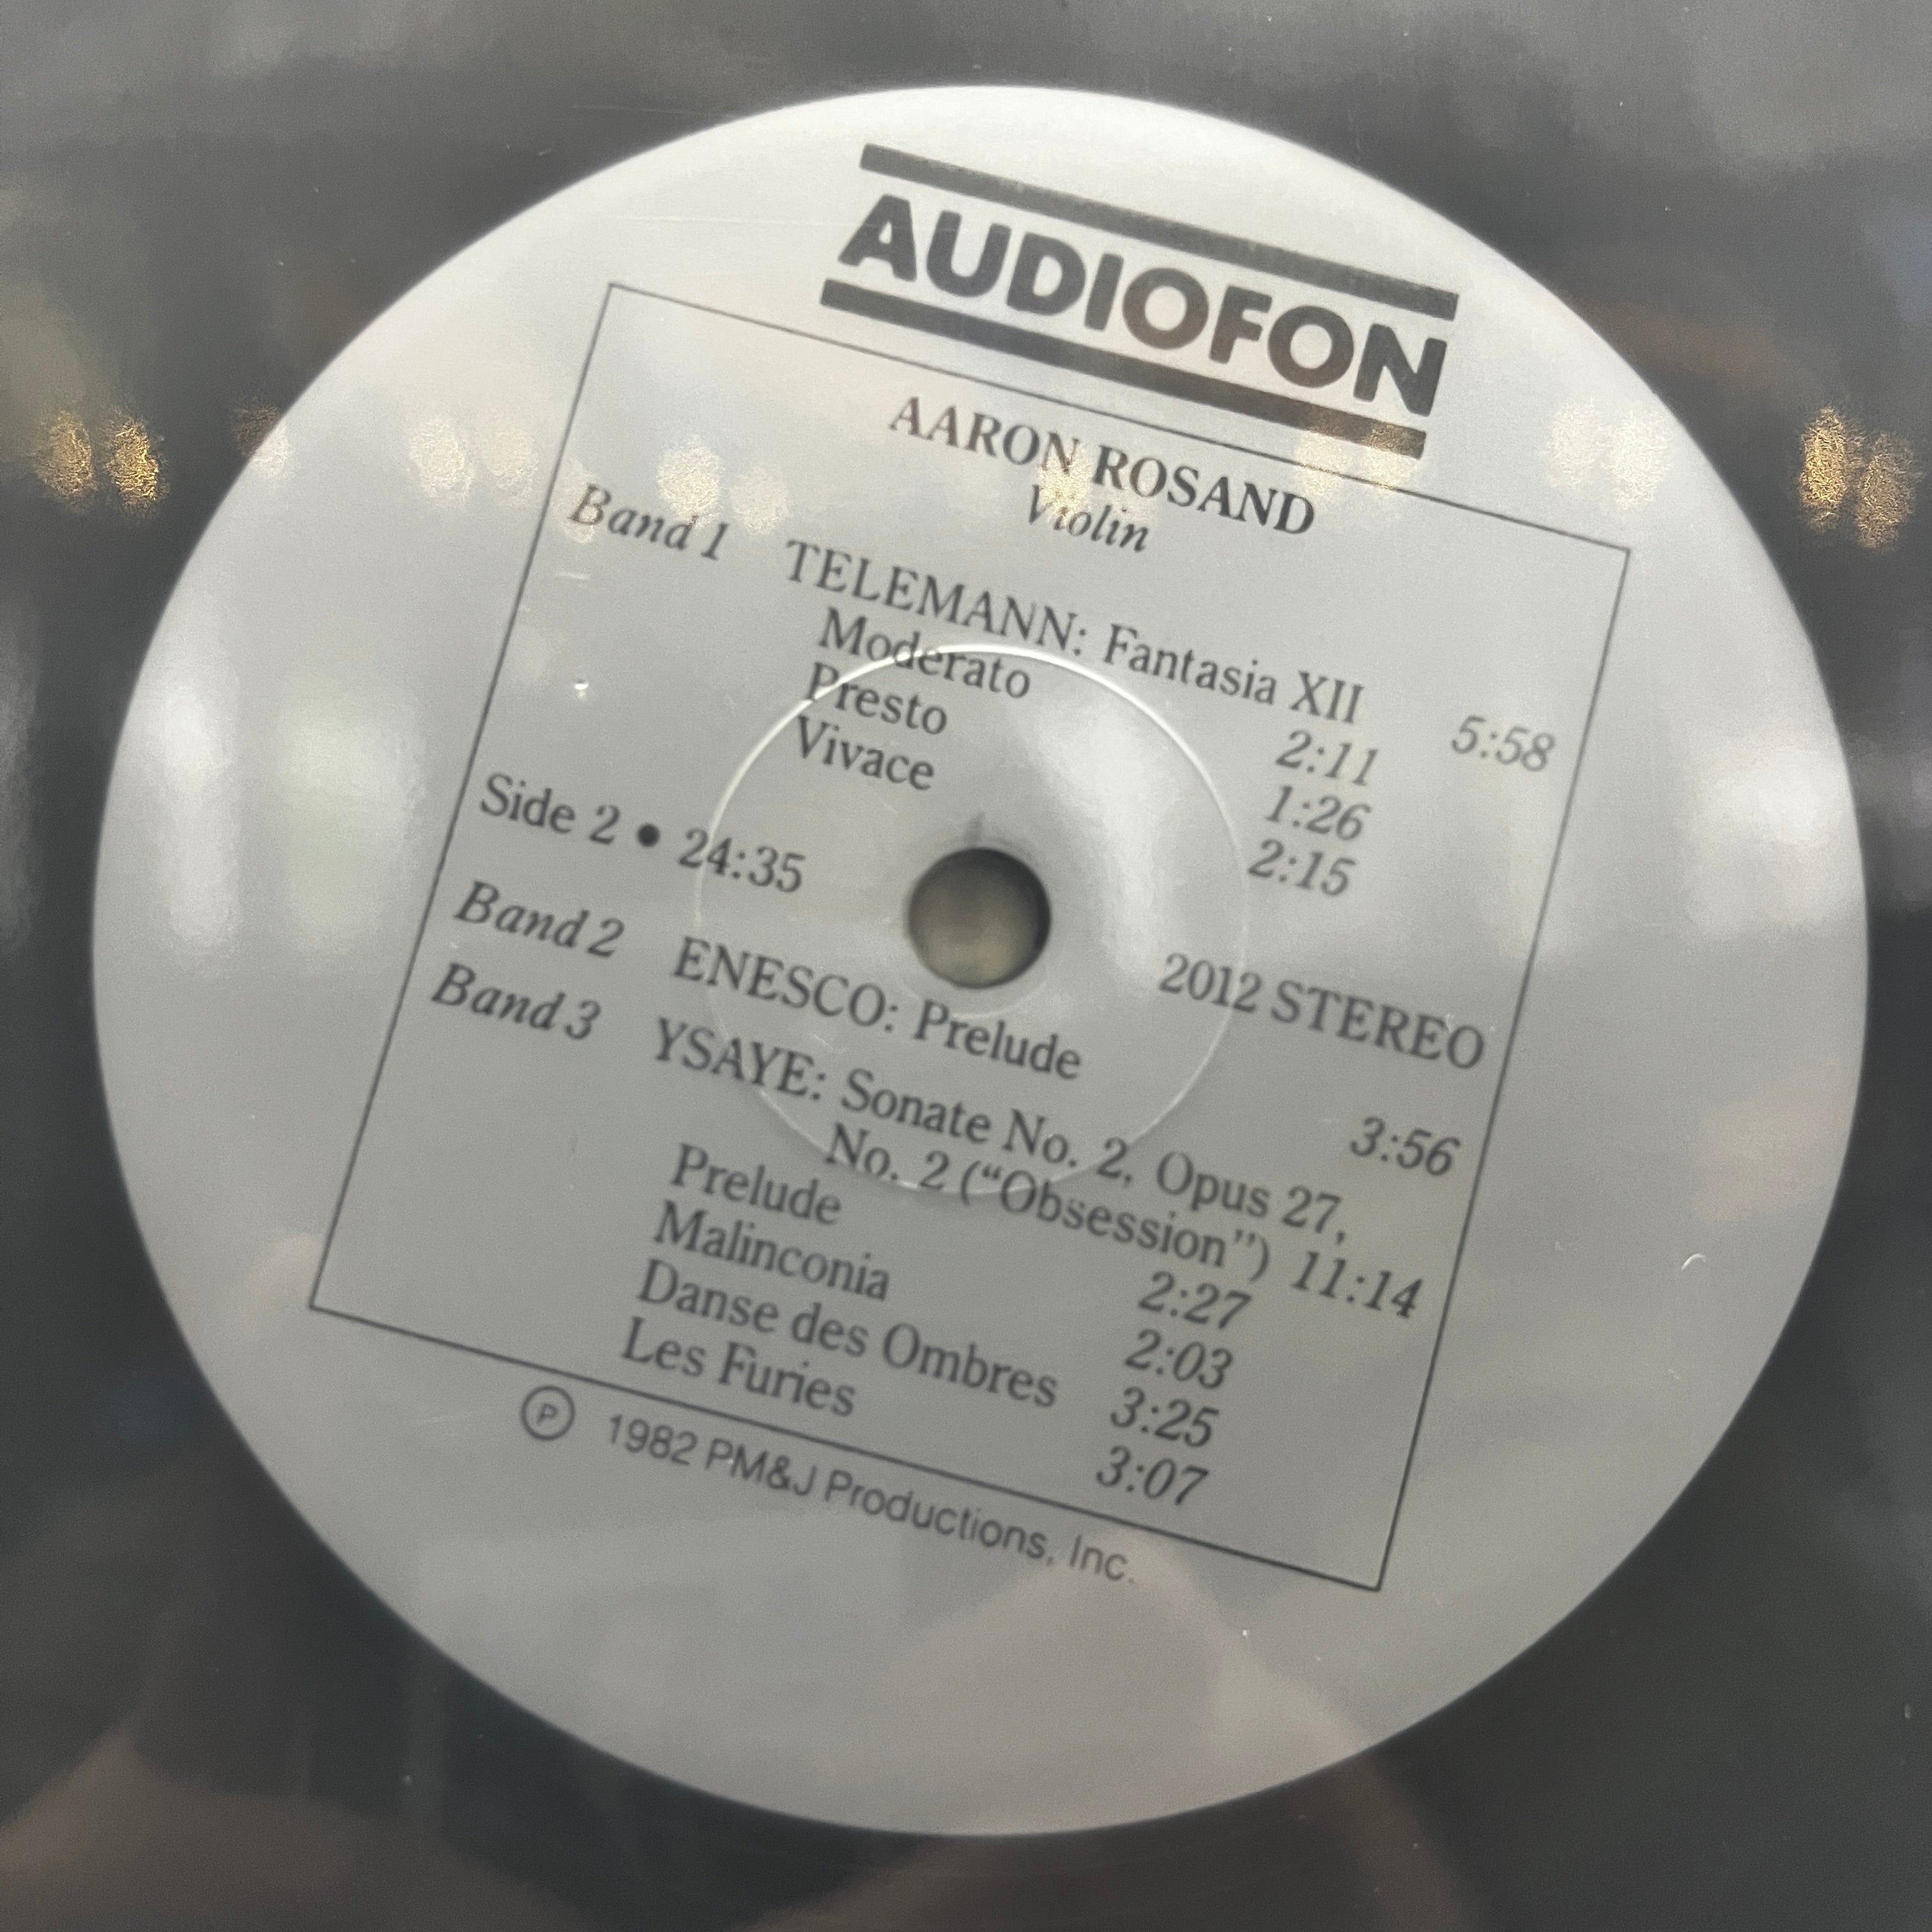 AUDIOFON
AARON ROSAND
Violin
Band 1 TELEMANN: Fantasia XII 5:58
Moderato 2:11
Presto 1:26
Vivace 2:15
Side 2 • 24:35 2012 STEREO
Band 2 ENESCO: Prelude 3:56
Band 3 YSAYE: Sonate No. 2, Opus 27,
No. 2 (“Obsession”) 11:14
Prelude 2:27
Malinconia 2:03
Danse des Ombres 3:25
Les Furies 3:07
Ⓟ 1982 PM&J Productions, Inc.